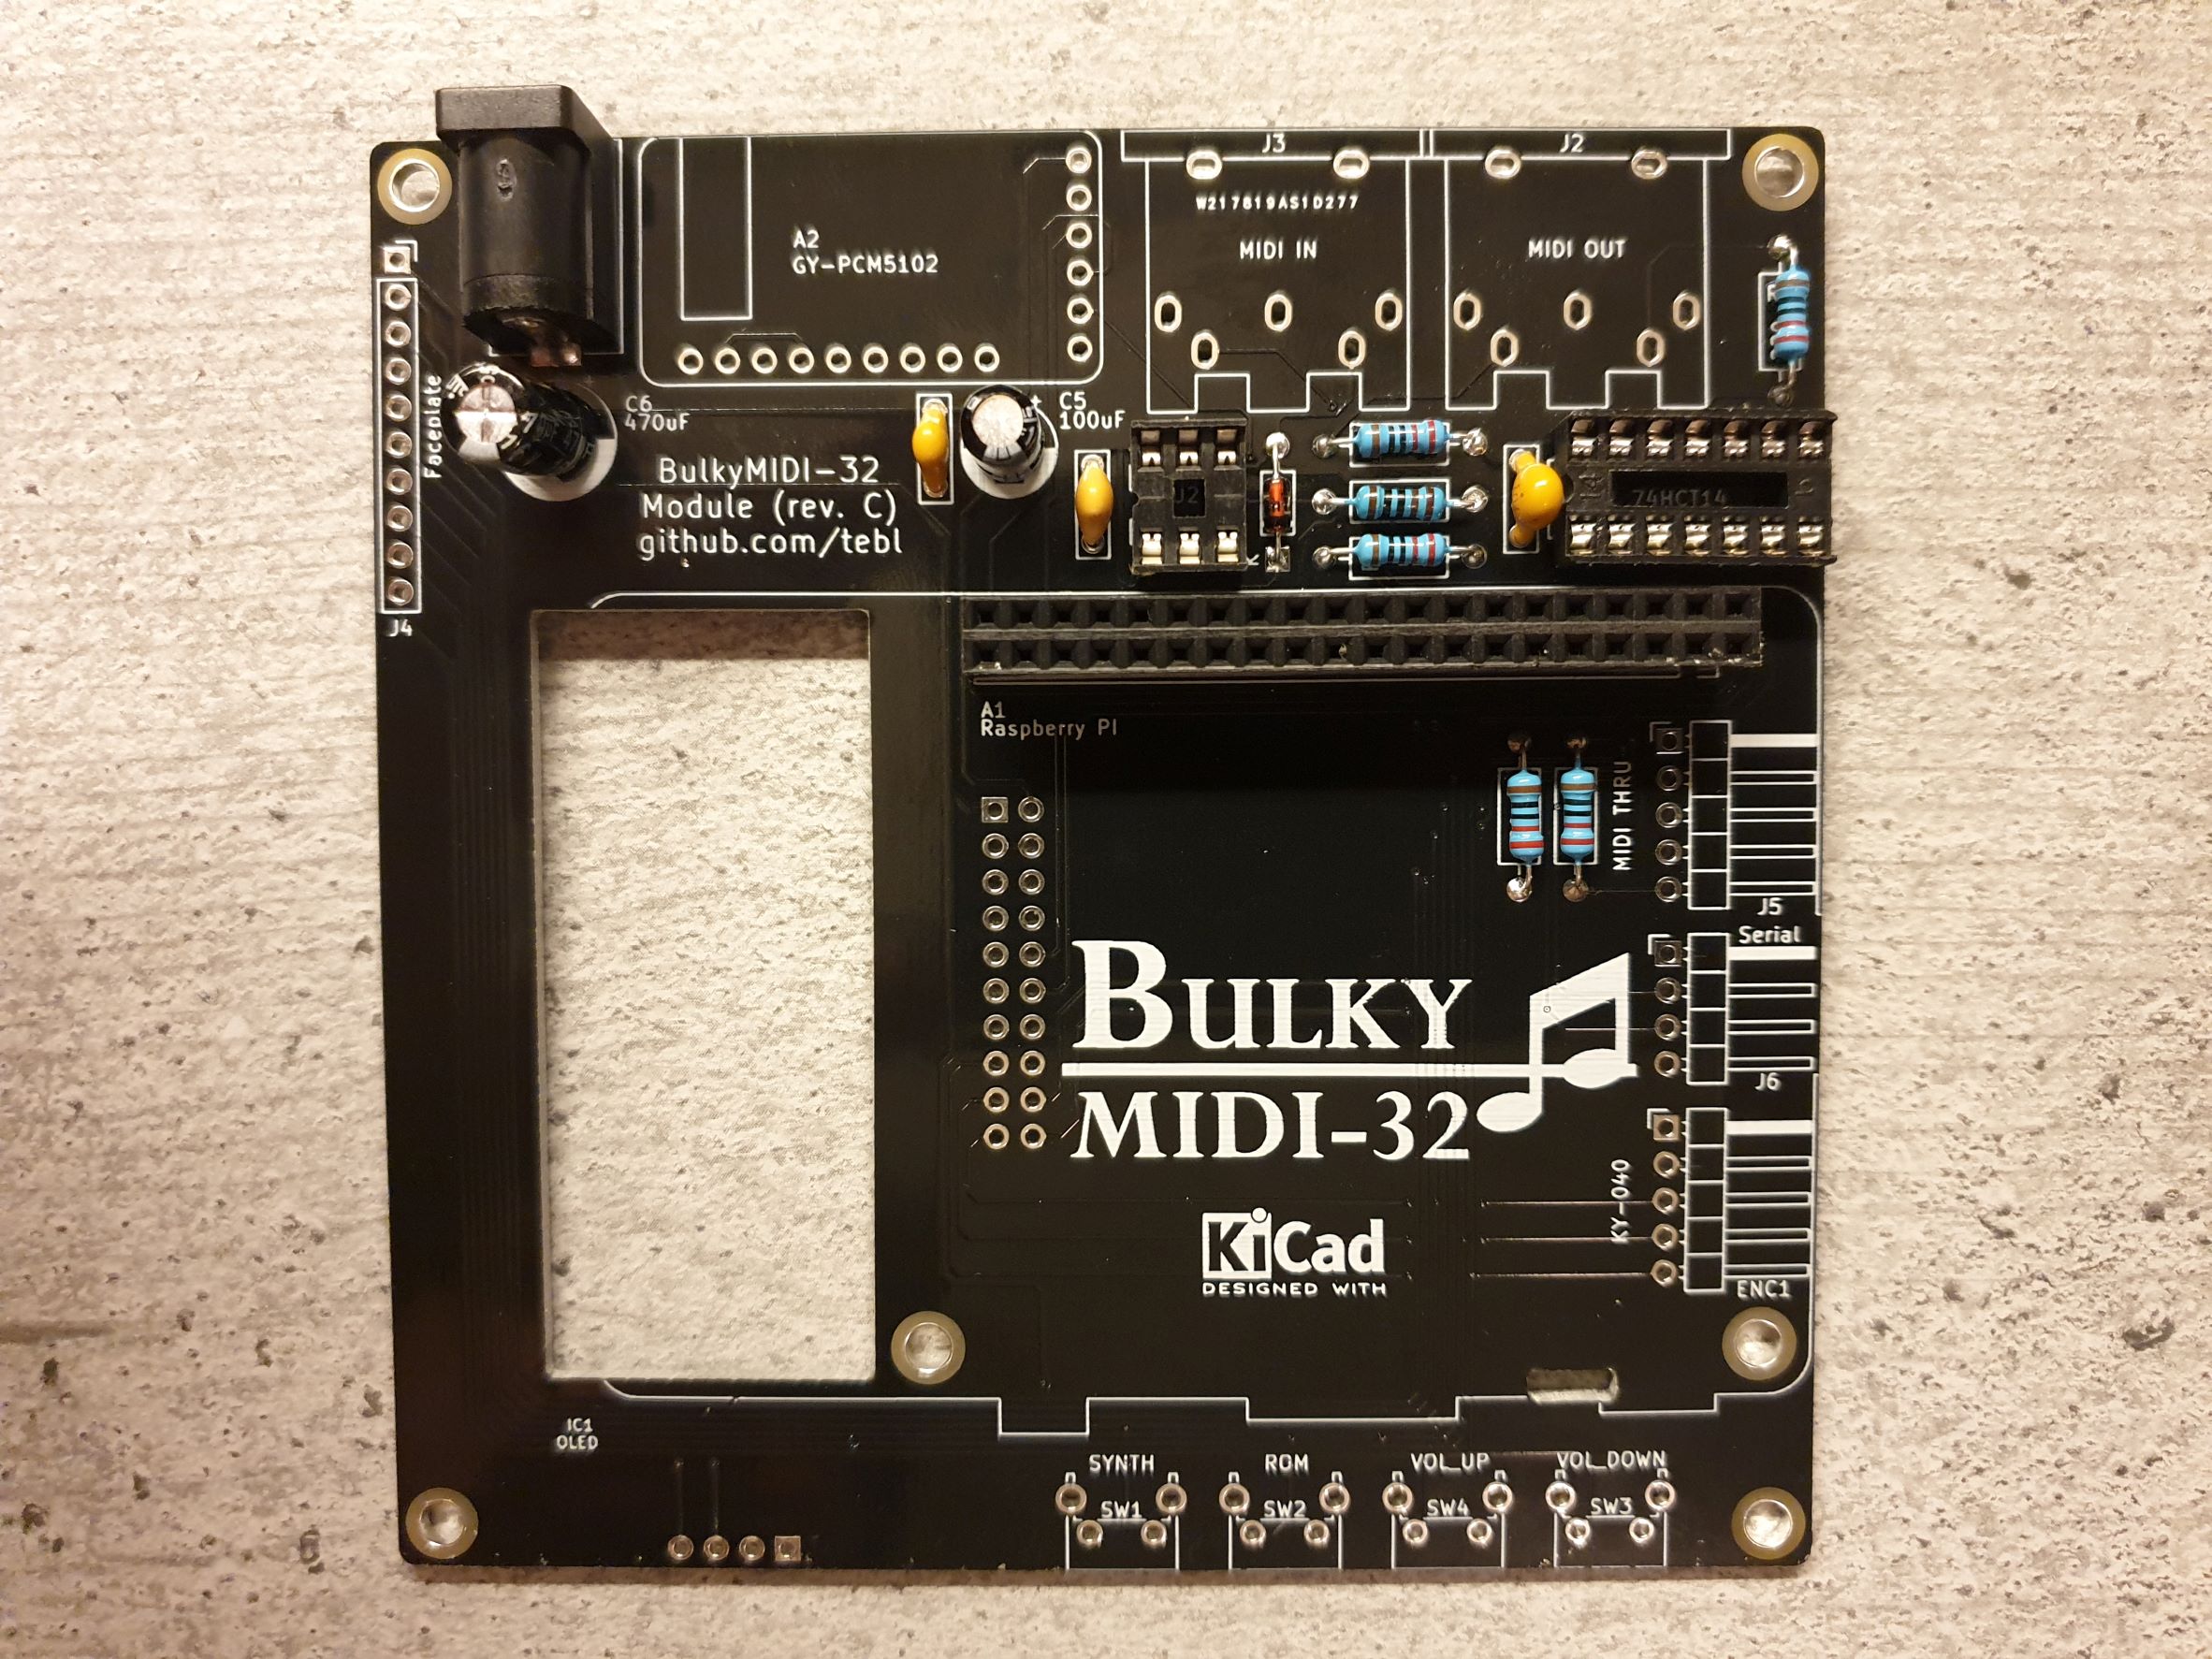 J3
J2
W217619AS1D277
A2
GY-PCM5102
MIDI IN
MIDI OUT
Faceplate
C6
470uF
C5
100uF
BulkyMIDI-32
Module (rev. C)
github.com/tebl
J2
74HCT14
K
J4
A1
Raspberry PI
MIDI THRU
J5
Serial
BULKY
MIDI-32
J6
KY-040
KiCad
DESIGNED WITH
ENC1
IC1
OLED
SYNTH
ROM
VOL_UP
VOL_DOWN
SW1
SW2
SW4
SW3